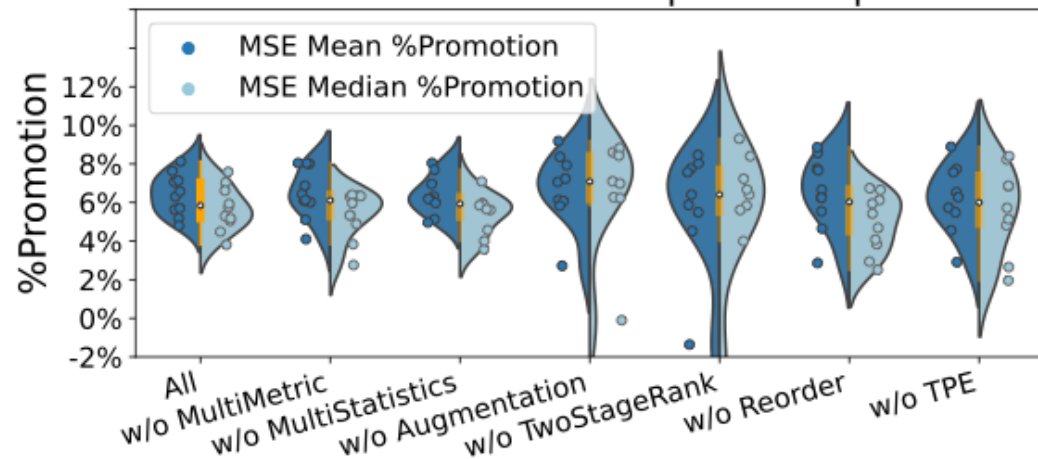 MSE Mean %Promotion
MSE Median %Promotion
%Promotion
12%
10%
8%
6%
4%
2%
0%
-2%
All
w/o MultiMetric
w/o MultiStatistics
w/o Augmentation
w/o TwoStageRank
w/o Reorder
w/o TPE